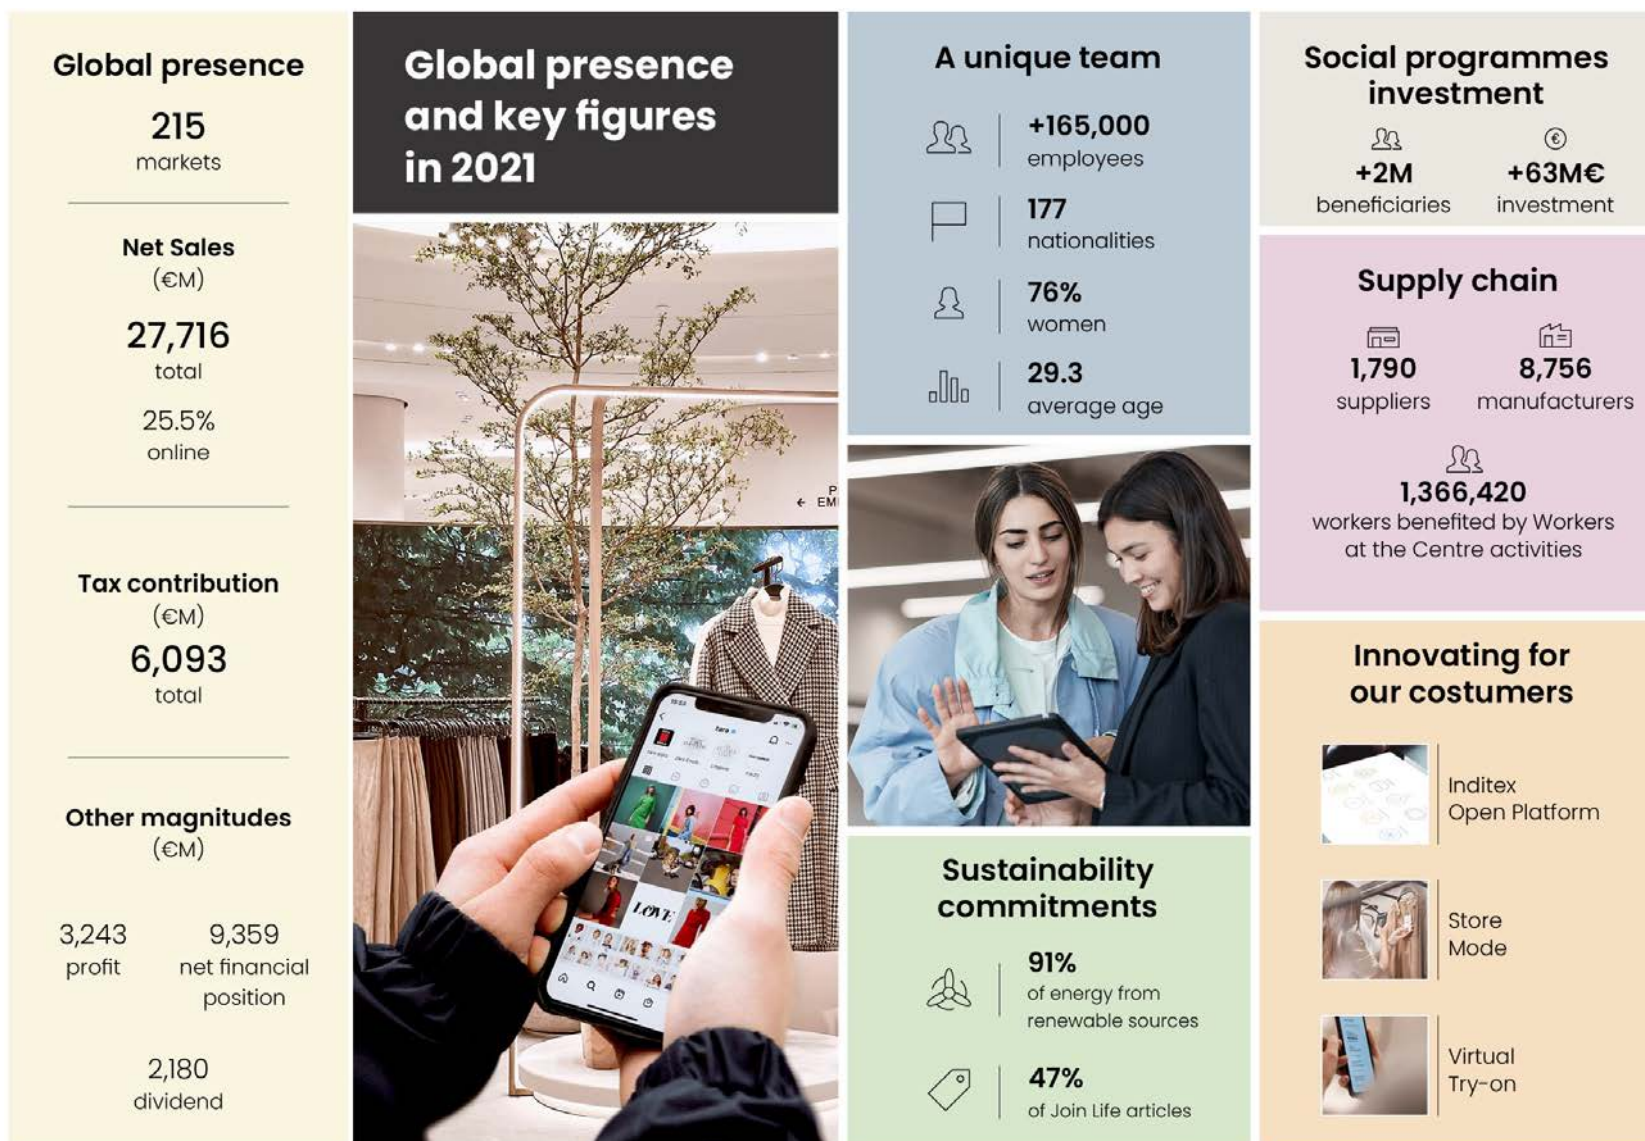 Global presence
215
markets
Net Sales
(€M)
27,716
total
25.5%
online
Tax contribution
(€M)
6,093
total
Other magnitudes
(€M)
3,243
profit
9,359
net financial
position
2,180
dividend
Global presence
and key figures
in 2021
P
← EM
LOVE
A unique team
+165,000
employees
177
nationalities
76%
women
29.3
average age
Sustainability
commitments
91%
of energy from
renewable sources
47%
of Join Life articles
Social programmes
investment
+2M
beneficiaries
+63M€
investment
Supply chain
1,790
suppliers
8,756
manufacturers
1,366,420
workers benefited by Workers
at the Centre activities
Innovating for
our costumers
Inditex
Open Platform
Store
Mode
Virtual
Try-on